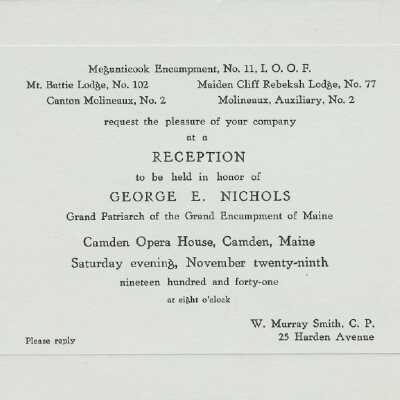 Megunticook Encampment, No. 11, I. O. O. F.
Mt. Battie Lodge, No. 102 Maiden Cliff Rebekah Lodge, No. 77
Canton Molineaux, No. 2 Molineaux, Auxiliary, No. 2
request the pleasure of your company
at a
RECEPTION
to be held in honor of
GEORGE E. NICHOLS
Grand Patriarch of the Grand Encampment of Maine
Camden Opera House, Camden, Maine
Saturday evening, November twenty-ninth
nineteen hundred and forty-one
at eight o'clock
W. Murray Smith, C. P.
Please reply 25 Harden Avenue